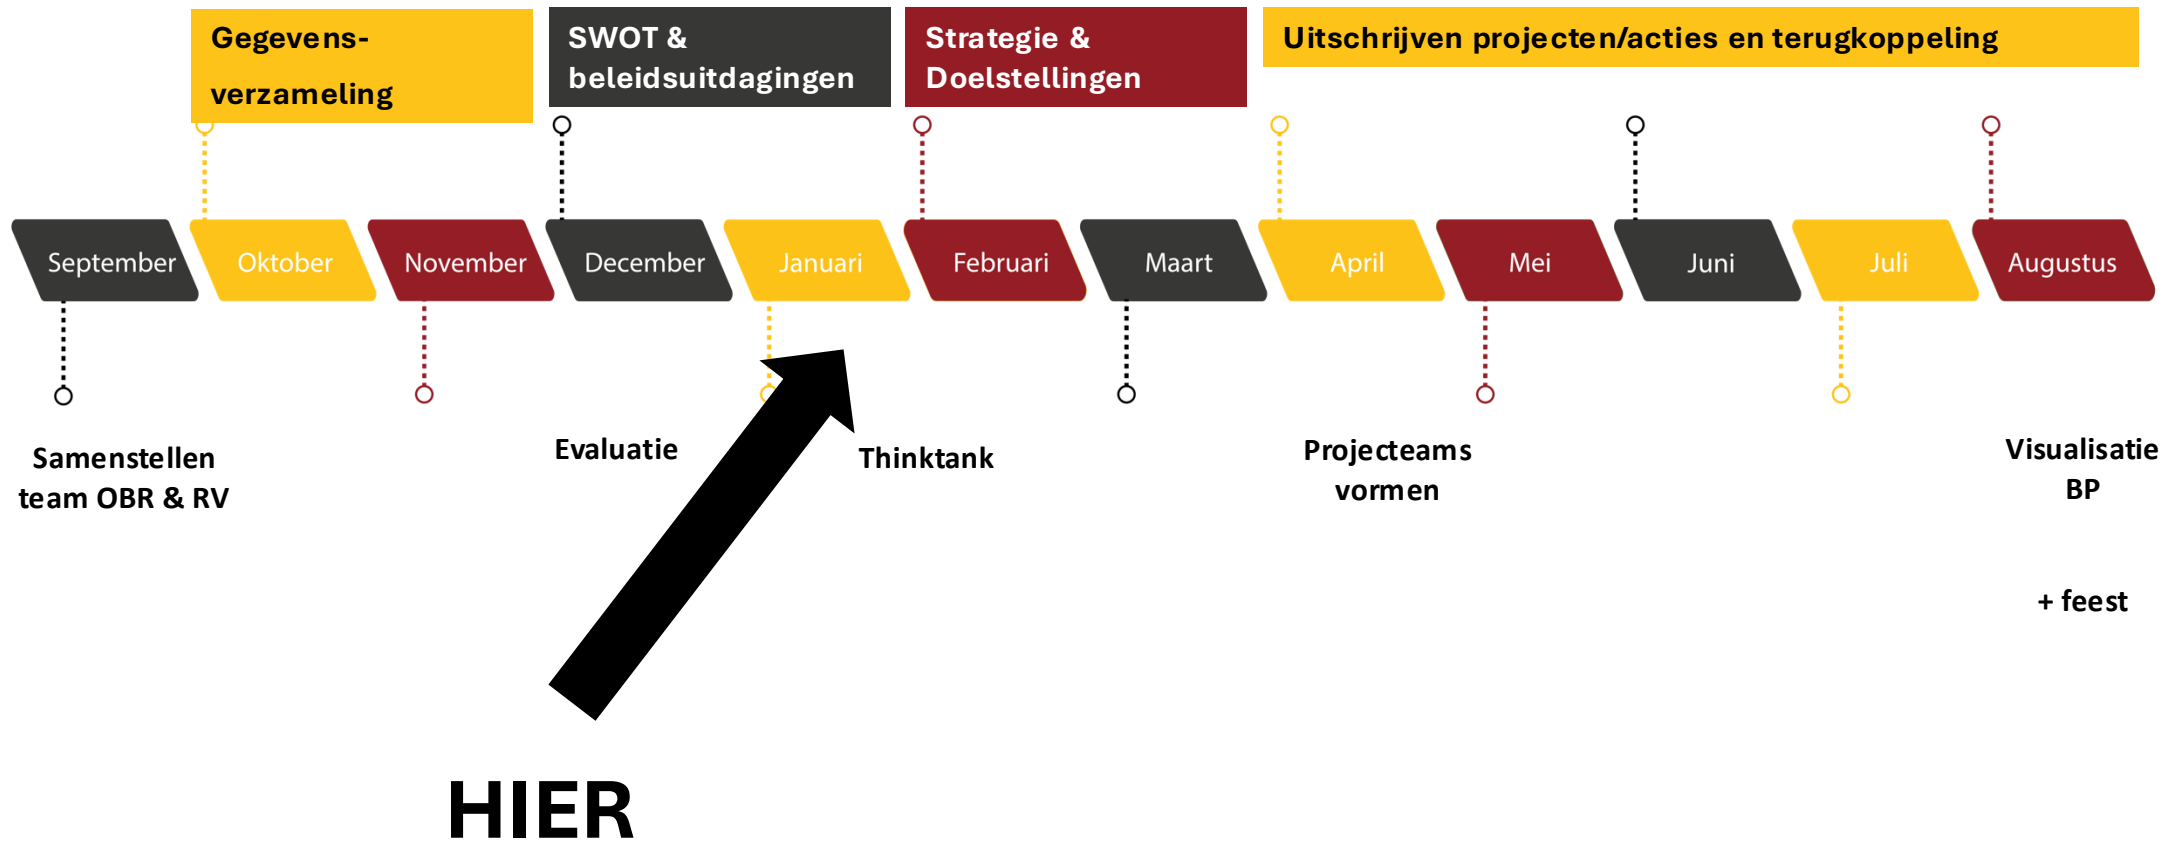 Gegevens-
verzameling
SWOT &
beleidsuitdagingen
Strategie &
Doelstellingen
Uitschrijven projecten/acties en terugkoppeling
September
Oktober
November
December
Januari
Februari
Maart
April
Mei
Juni
Juli
Augustus
Samenstellen
team OBR & RV
Evaluatie
Thinktank
Projecteams
vormen
Visualisatie
BP
+ feest
HIER